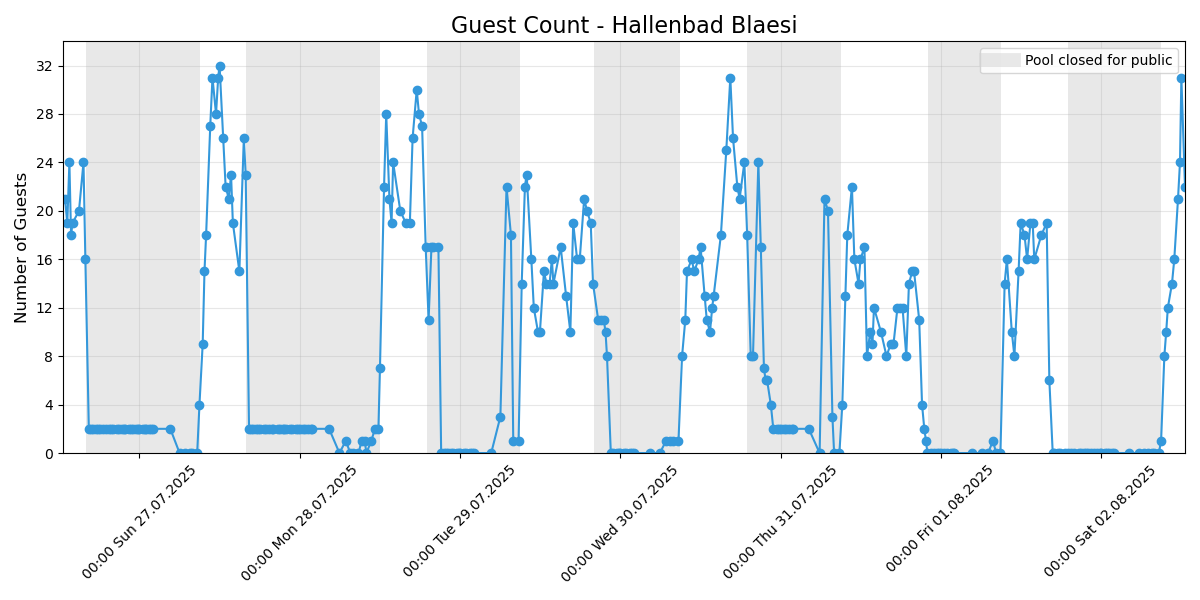 Guest Count - Hallenbad Blaesi
Pool closed for public
Number of Guests
32
28
24
20
16
12
8
4
0
00:00 Sun 27.07.2025
00:00 Mon 28.07.2025
00:00 Tue 29.07.2025
00:00 Wed 30.07.2025
00:00 Thu 31.07.2025
00:00 Fri 01.08.2025
00:00 Sat 02.08.2025